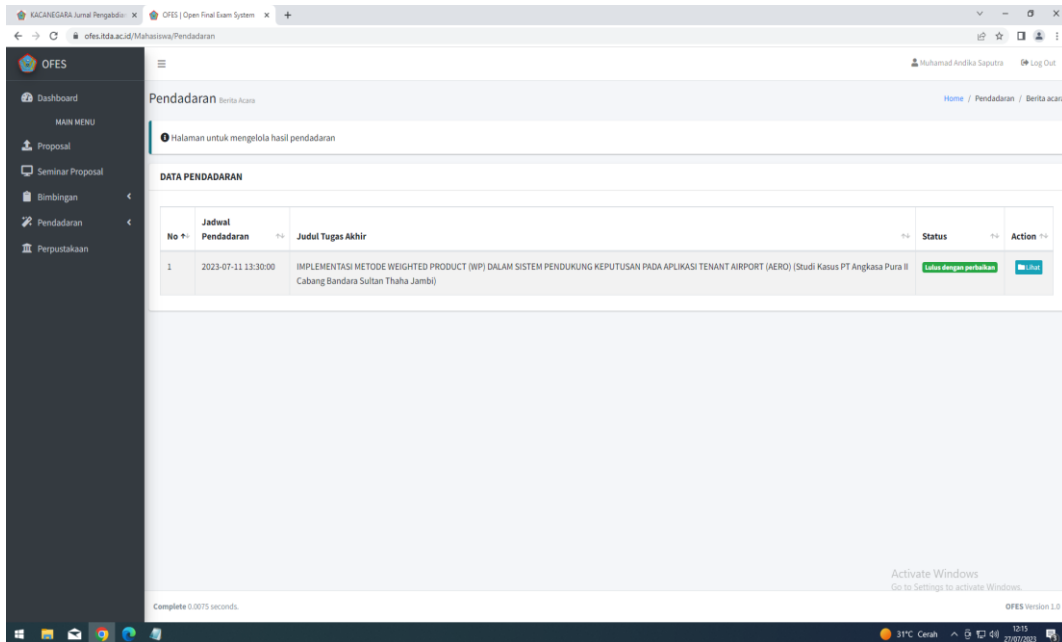 KACANEGARA Jurnal Pengabdia
OFES | Open Final Exam System
ofes.itda.ac.id/Mahasiswa/Pendadaran
OFES
Muhamad Andika Saputra
Log Out
Dashboard
MAIN MENU
Proposal
Seminar Proposal
Bimbingan
Pendadaran
Perpustakaan
Pendadaran Berita Acara
Home / Pendadaran / Berita acara
Halaman untuk mengelola hasil pendadaran
DATA PENDADARAN
No
Jadwal
Pendadaran
Judul Tugas Akhir
Status
Action
1
2023-07-11 13:30:00
IMPLEMENTASI METODE WEIGHTED PRODUCT (WP) DALAM SISTEM PENDUKUNG KEPUTUSAN PADA APLIKASI TENANT AIRPORT (AERO) (Studi Kasus PT Angkasa Pura II
Cabang Bandara Sultan Thaha Jambi)
Lulus dengan perbaikan
Lihat
Activate Windows
Go to Settings to activate Windows.
Complete 0.0075 seconds.
OFES Version 1.0
31°C Cerah
12:15
27/07/2023